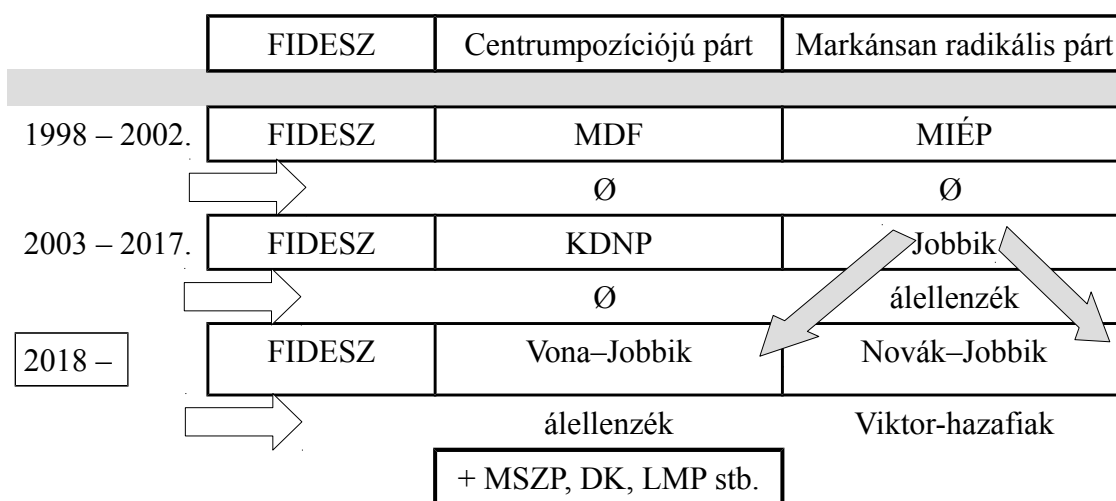 FIDESZ Centrumpozíciójú párt Markánsan radikális párt
1998 – 2002. FIDESZ MDF MIÉP
Ø Ø
2003 – 2017. FIDESZ KDNP Jobbik
Ø álellenzék
2018 – FIDESZ Vona–Jobbik Novák–Jobbik
álellenzék Viktor-hazafiak
+ MSZP, DK, LMP stb.